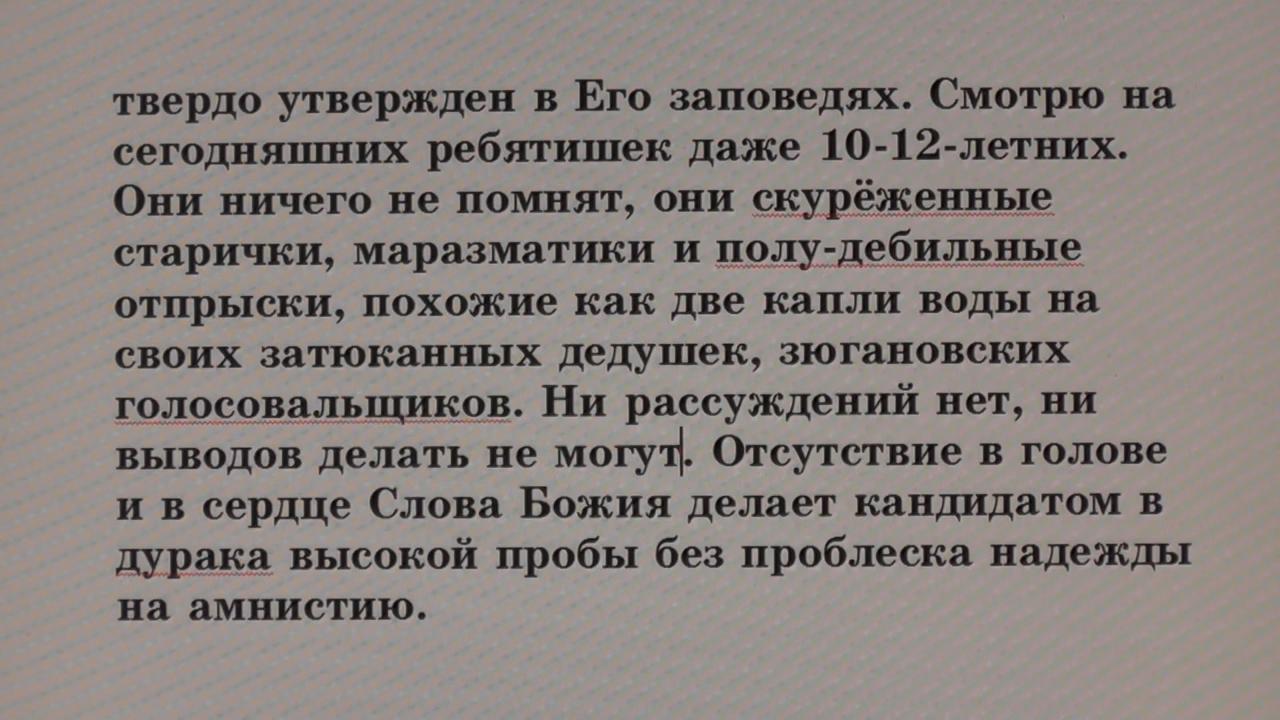 твердо утвержден в Его заповедях. Смотрю на
сегодняшних ребятишек даже 10-12-летних.
Они ничего не помнят, они скурёженные
старички, маразматики и полу-дебильные
отпрыски, похожие как две капли воды на
своих затюканных дедушек, зюгановских
голосовальщиков. Ни рассуждений нет, ни
выводов делать не могут. Отсутствие в голове
и в сердце Слова Божия делает кандидатом в
дурака высокой пробы без проблеска надежды
на амнистию.